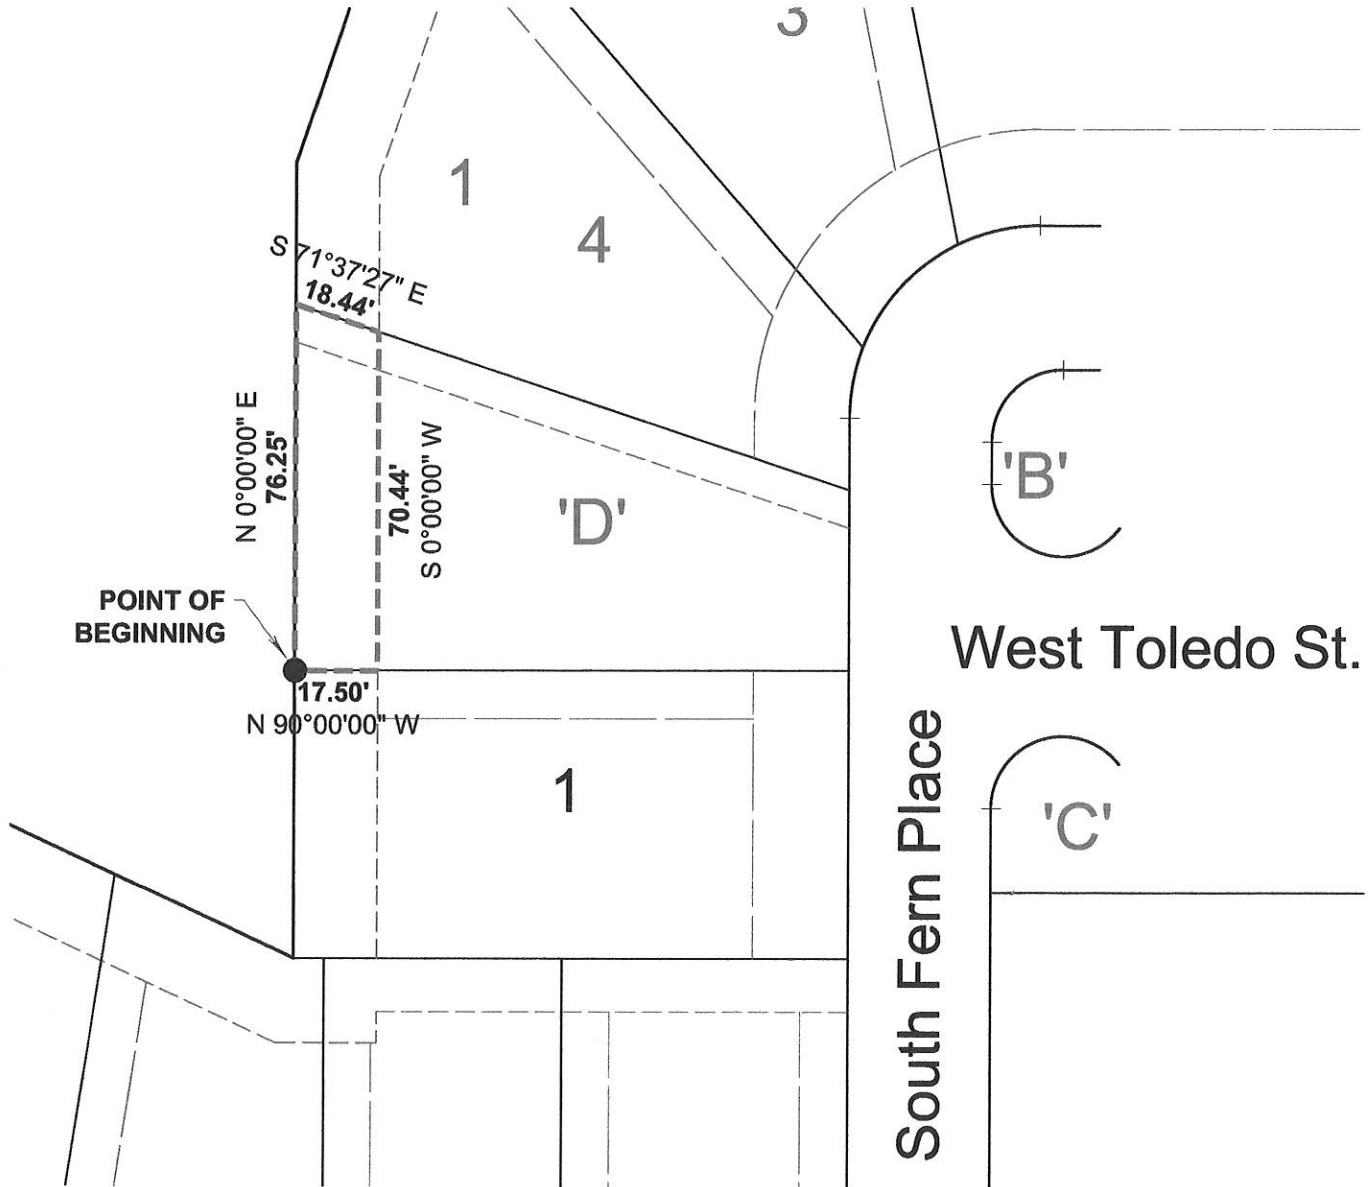 3
1
4
S 71°37'27" E
18.44'
N 0°00'00" E
76.25'
70.44'
S 0°00'00" W
'D'
'B'
POINT OF
BEGINNING
West Toledo St.
17.50'
N 90°00'00" W
1
South Fern Place
'C'